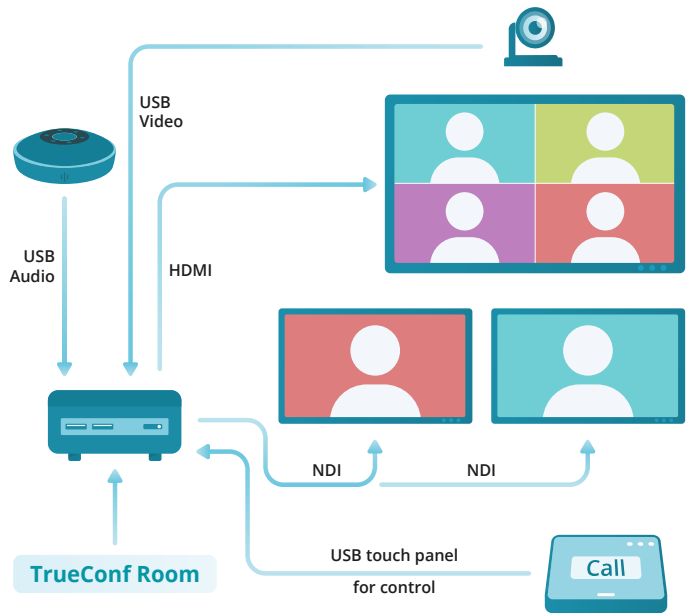 USB
Video
USB
Audio
HDMI
NDI
NDI
TrueConf Room
USB touch panel
for control
Call